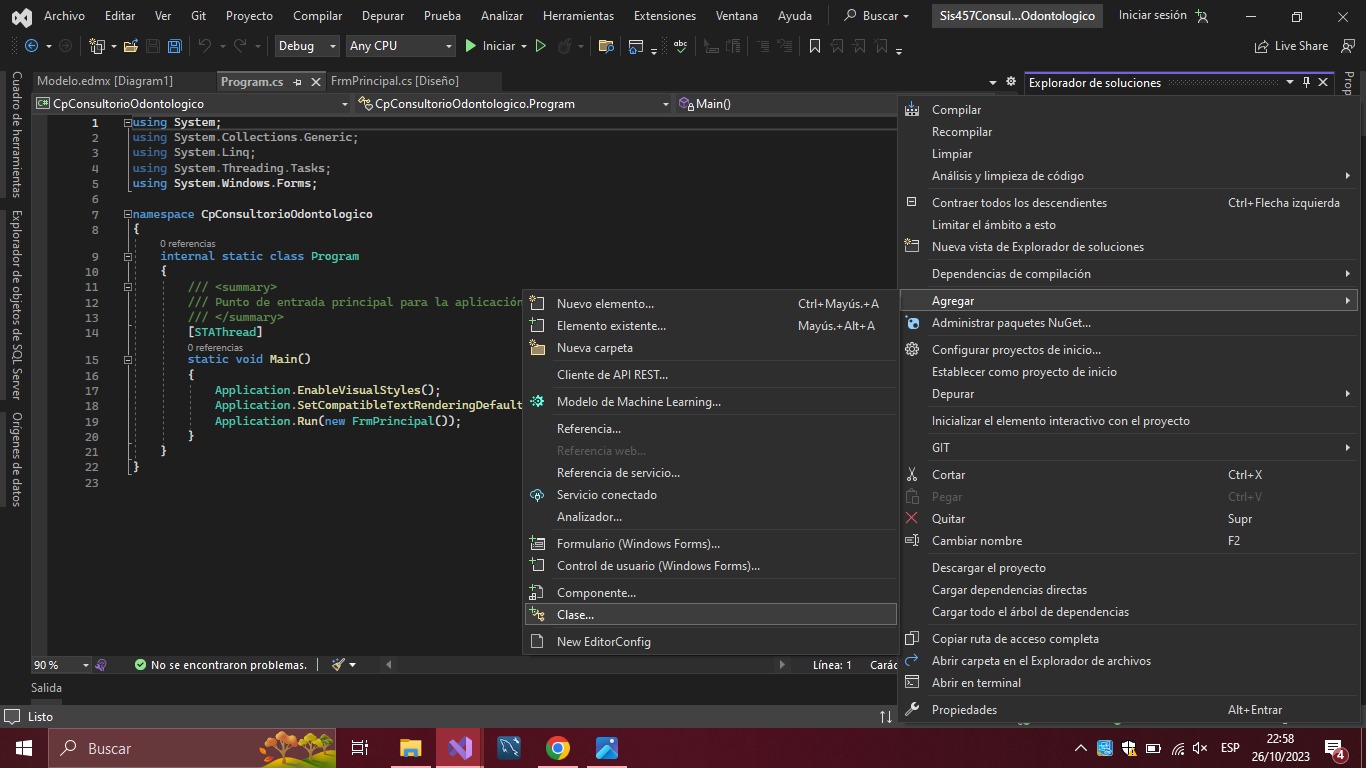 Archivo Editar Ver Git Proyecto Compilar Depurar Prueba Analizar Herramientas Extensiones Ventana Ayuda Buscar Sis457Consul...Odontologico Iniciar sesión
Debug Any CPU Iniciar Live Share
Modelo.edmx [Diagram1] Program.cs FrmPrincipal.cs [Diseño] Explorador de soluciones
CpConsultorioOdontologico CpConsultorioOdontologico.Program Main()
Cuadro de herramientas
Explorador de objetos de SQL Server
Orígenes de datos
Prop
1 using System;
2 using System.Collections.Generic;
3 using System.Linq;
4 using System.Threading.Tasks;
5 using System.Windows.Forms;
6
7 namespace CpConsultorioOdontologico
8 {
0 referencias
9 internal static class Program
10 {
11 /// <summary>
12 /// Punto de entrada principal para la aplicación
13 /// </summary>
14 [STAThread]
0 referencias
15 static void Main()
16 {
17 Application.EnableVisualStyles();
18 Application.SetCompatibleTextRenderingDefault
19 Application.Run(new FrmPrincipal());
20 }
21 }
22 }
23
Nuevo elemento... Ctrl+Mayús.+A
Elemento existente... Mayús.+Alt+A
Nueva carpeta
Cliente de API REST...
Modelo de Machine Learning...
Referencia...
Referencia web...
Referencia de servicio...
Servicio conectado
Analizador...
Formulario (Windows Forms)...
Control de usuario (Windows Forms)...
Componente...
Clase...
New EditorConfig
Compilar
Recompilar
Limpiar
Análisis y limpieza de código
Contraer todos los descendientes Ctrl+Flecha izquierda
Limitar el ámbito a esto
Nueva vista de Explorador de soluciones
Dependencias de compilación
Agregar
Administrar paquetes NuGet...
Configurar proyectos de inicio...
Establecer como proyecto de inicio
Depurar
Inicializar el elemento interactivo con el proyecto
GIT
Cortar Ctrl+X
Pegar Ctrl+V
Quitar Supr
Cambiar nombre F2
Descargar el proyecto
Cargar dependencias directas
Cargar todo el árbol de dependencias
Copiar ruta de acceso completa
Abrir carpeta en el Explorador de archivos
Abrir en terminal
Propiedades Alt+Entrar
90 % No se encontraron problemas. Línea: 1 Carác
Salida
Listo
Buscar ESP 22:58
26/10/2023 4